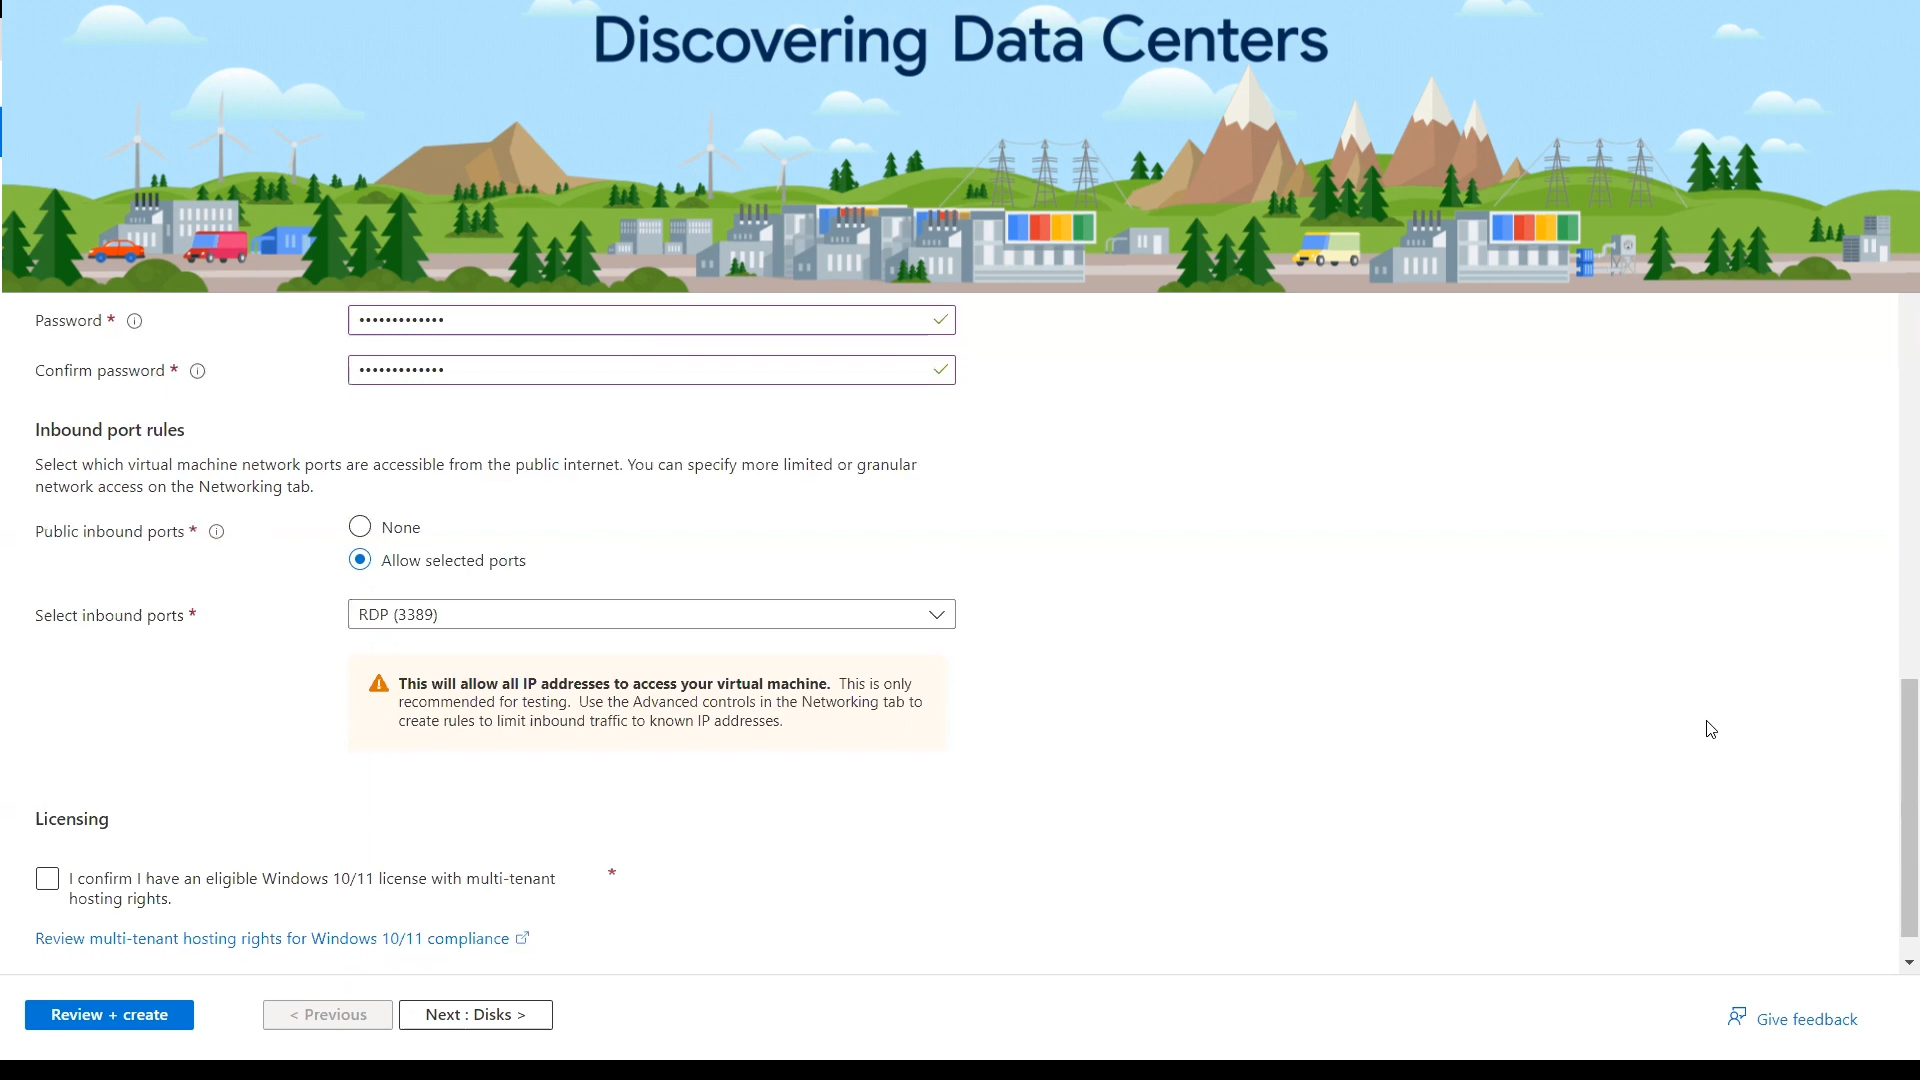 Discovering Data Centers
Password *
•••••••••••••
Confirm password *
•••••••••••••
Inbound port rules
Select which virtual machine network ports are accessible from the public internet. You can specify more limited or granular
network access on the Networking tab.
Public inbound ports *
None
Allow selected ports
Select inbound ports *
RDP (3389)
This will allow all IP addresses to access your virtual machine. This is only
recommended for testing. Use the Advanced controls in the Networking tab to
create rules to limit inbound traffic to known IP addresses.
Licensing
I confirm I have an eligible Windows 10/11 license with multi-tenant *
hosting rights.
Review multi-tenant hosting rights for Windows 10/11 compliance
Review + create
< Previous
Next : Disks >
Give feedback